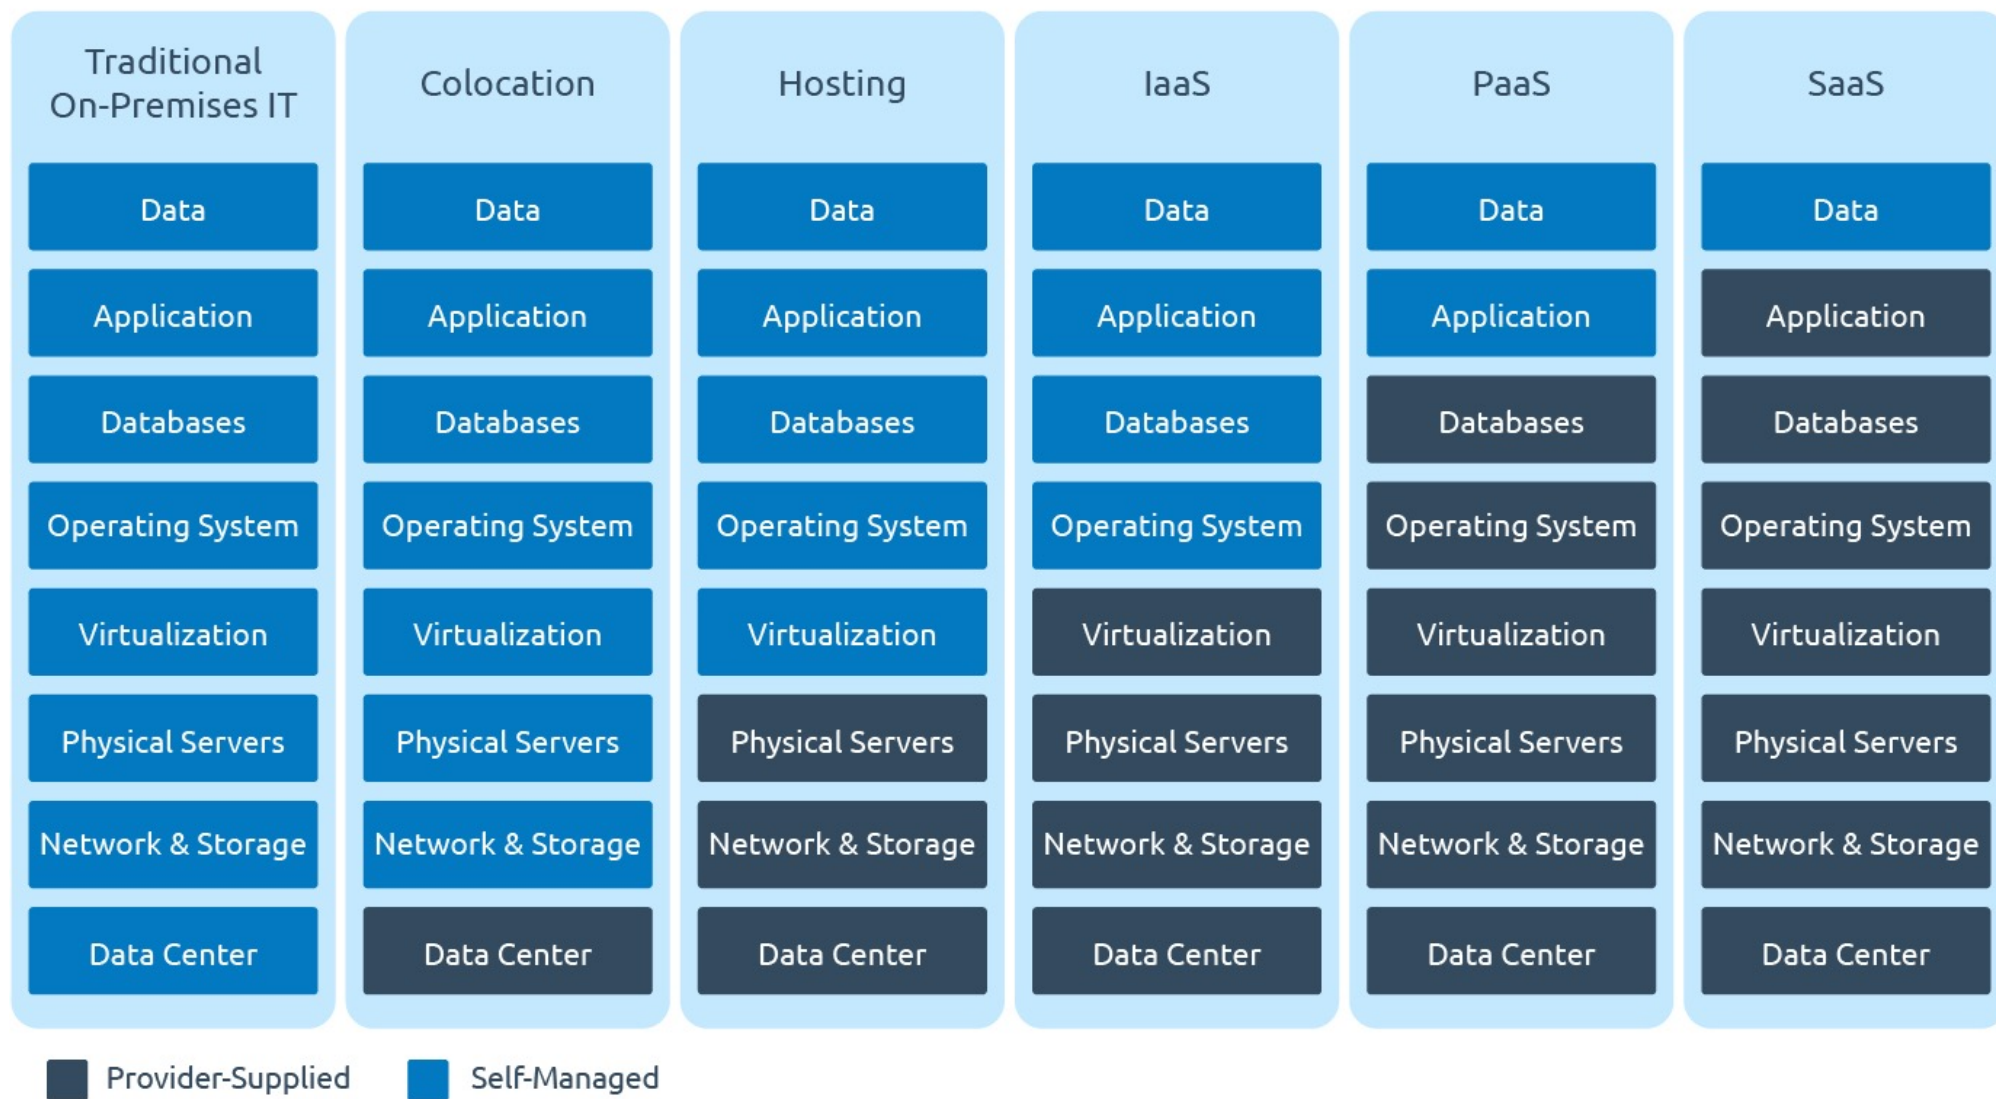 Traditional
On-Premises IT
Colocation
Hosting
IaaS
PaaS
SaaS
Data
Data
Data
Data
Data
Data
Application
Application
Application
Application
Application
Application
Databases
Databases
Databases
Databases
Databases
Databases
Operating System
Operating System
Operating System
Operating System
Operating System
Operating System
Virtualization
Virtualization
Virtualization
Virtualization
Virtualization
Virtualization
Physical Servers
Physical Servers
Physical Servers
Physical Servers
Physical Servers
Physical Servers
Network & Storage
Network & Storage
Network & Storage
Network & Storage
Network & Storage
Network & Storage
Data Center
Data Center
Data Center
Data Center
Data Center
Data Center
Provider-Supplied
Self-Managed